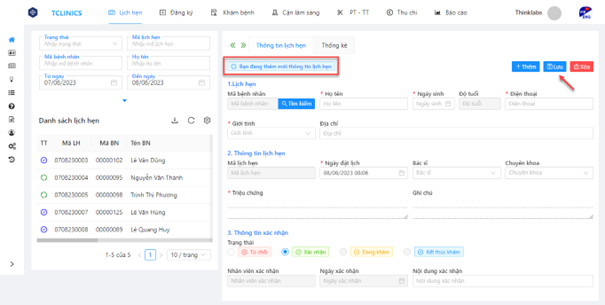 TCLINICS
Lịch hẹn
Đăng ký
Khám bệnh
Cận lâm sàng
PT - TT
Thu chi
Báo cáo
Thinklabs
Trạng thái
Nhập trạng thái
Mã lịch hẹn
Nhập mã lịch hẹn
Mã bệnh nhân
Nhập mã bệnh nhân
Họ tên
Nhập họ tên
Từ ngày
07/08/2023
Đến ngày
08/08/2023
Danh sách lịch hẹn
TT Mã LH Mã BN Tên BN
0708230003 00000102 Lê Văn Dũng
0708230004 00000095 Nguyễn Văn Thành
0708230005 00000098 Trịnh Thị Phương
0708230007 00000125 Lê Văn Hùng
0708230008 00000089 Lê Quang Huy
1-5 của 5 < 1 > 10 / trang
Thông tin lịch hẹn
Thống kê
Bạn đang thêm mới thông tin lịch hẹn
+ Thêm
Lưu
Xóa
1.Lịch hẹn
Mã bệnh nhân
Mã bệnh nhân
Tìm kiếm
* Họ tên
Họ tên
* Ngày sinh
Ngày sinh
Độ tuổi
Độ tuổi
* Điện thoại
Điện thoại
* Giới tính
Giới tính
Địa chỉ
Địa chỉ
2. Thông tin lịch hẹn
Mã lịch hẹn
Mã lịch hẹn
* Ngày đặt lịch
08/08/2023 08:06
Bác sĩ
Bác sĩ
Chuyên khoa
Chuyên khoa
* Triệu chứng
Ghi chú
3. Thông tin xác nhận
Trạng thái
Từ chối
Xác nhận
Đang khám
Kết thúc khám
Nhân viên xác nhận
Nhân viên xác nhận
Ngày xác nhận
Ngày xác nhận
Nội dung xác nhận
Nội dung xác nhận